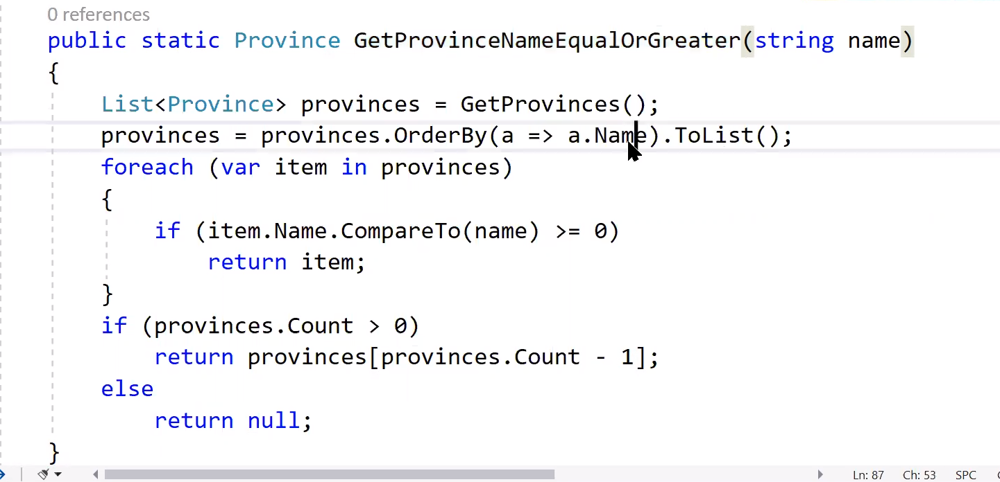 0 references
public static Province GetProvinceNameEqualOrGreater(string name)
{
    List<Province> provinces = GetProvinces();
    provinces = provinces.OrderBy(a => a.Name).ToList();
    foreach (var item in provinces)
    {
        if (item.Name.CompareTo(name) >= 0)
            return item;
    }
    if (provinces.Count > 0)
        return provinces[provinces.Count - 1];
    else
        return null;
}
Ln: 87 Ch: 53 SPC